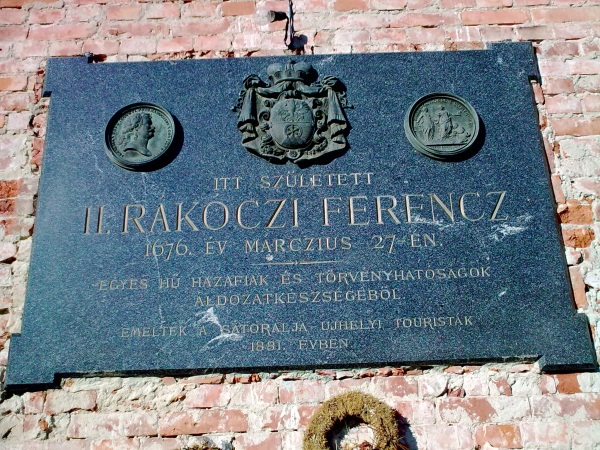 ITT SZÜLETETT
II. RÁKÓCZI FERENCZ
1676. ÉV MÁRCZIUS 27-ÉN.
EGYES HŰ HAZAFIAK ÉS TÖRVÉNYHATÓSÁGOK
ÁLDOZATKÉSZSÉGÉBŐL
EMELTÉK A SÁTORALJA-ÚJHELYI TOURISTÁK
1881. ÉVBEN.